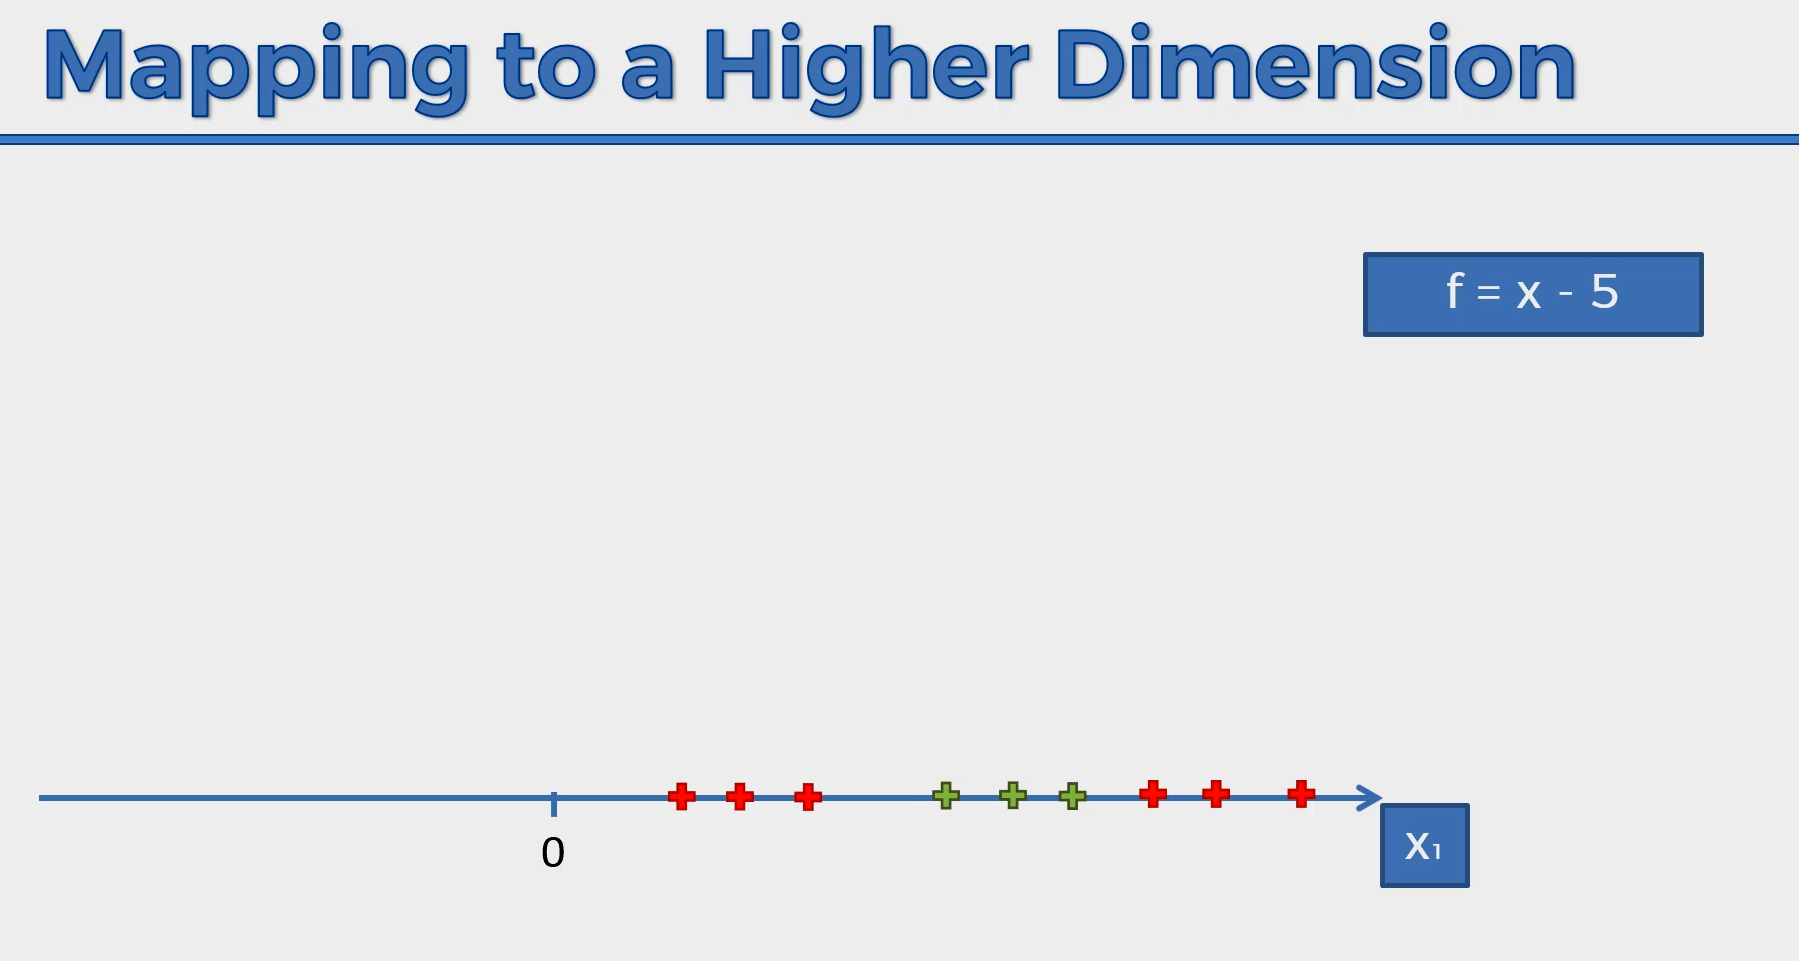 Mapping to a Higher Dimension
f = x - 5
0
x₁